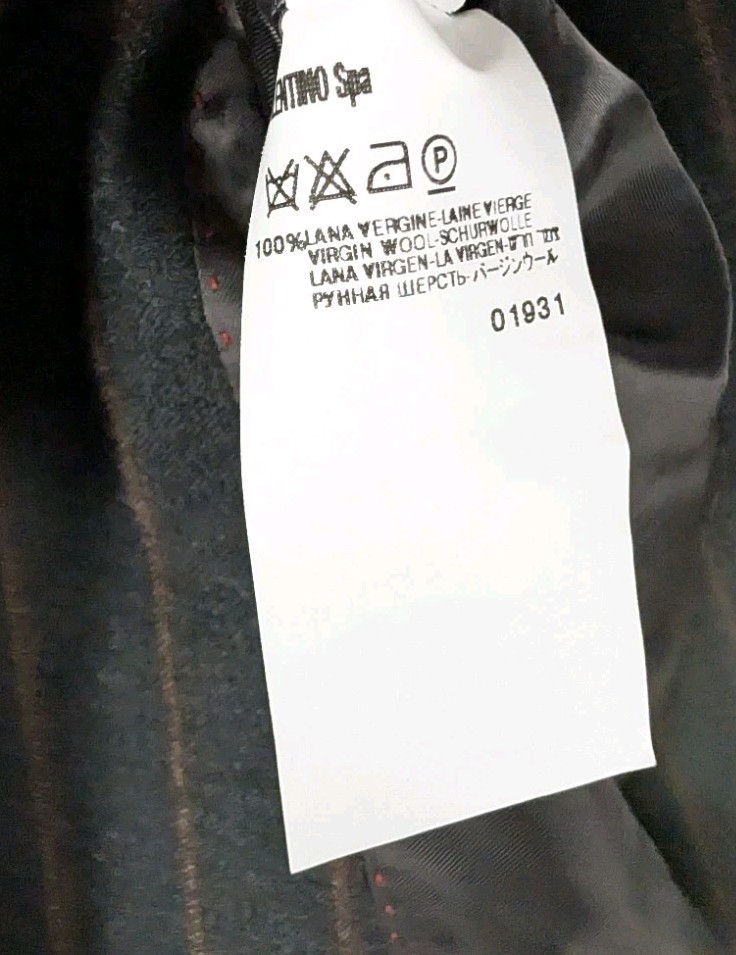 ENTINO Spa
P
100%LANA VERGINE-LAINE VIERGE
VIRGIN WOOL-SCHURWOLLE
LANA VIRGEN-LA VIRGEN-
РУННАЯ ШЕРСТЬ-バージンウール
01931